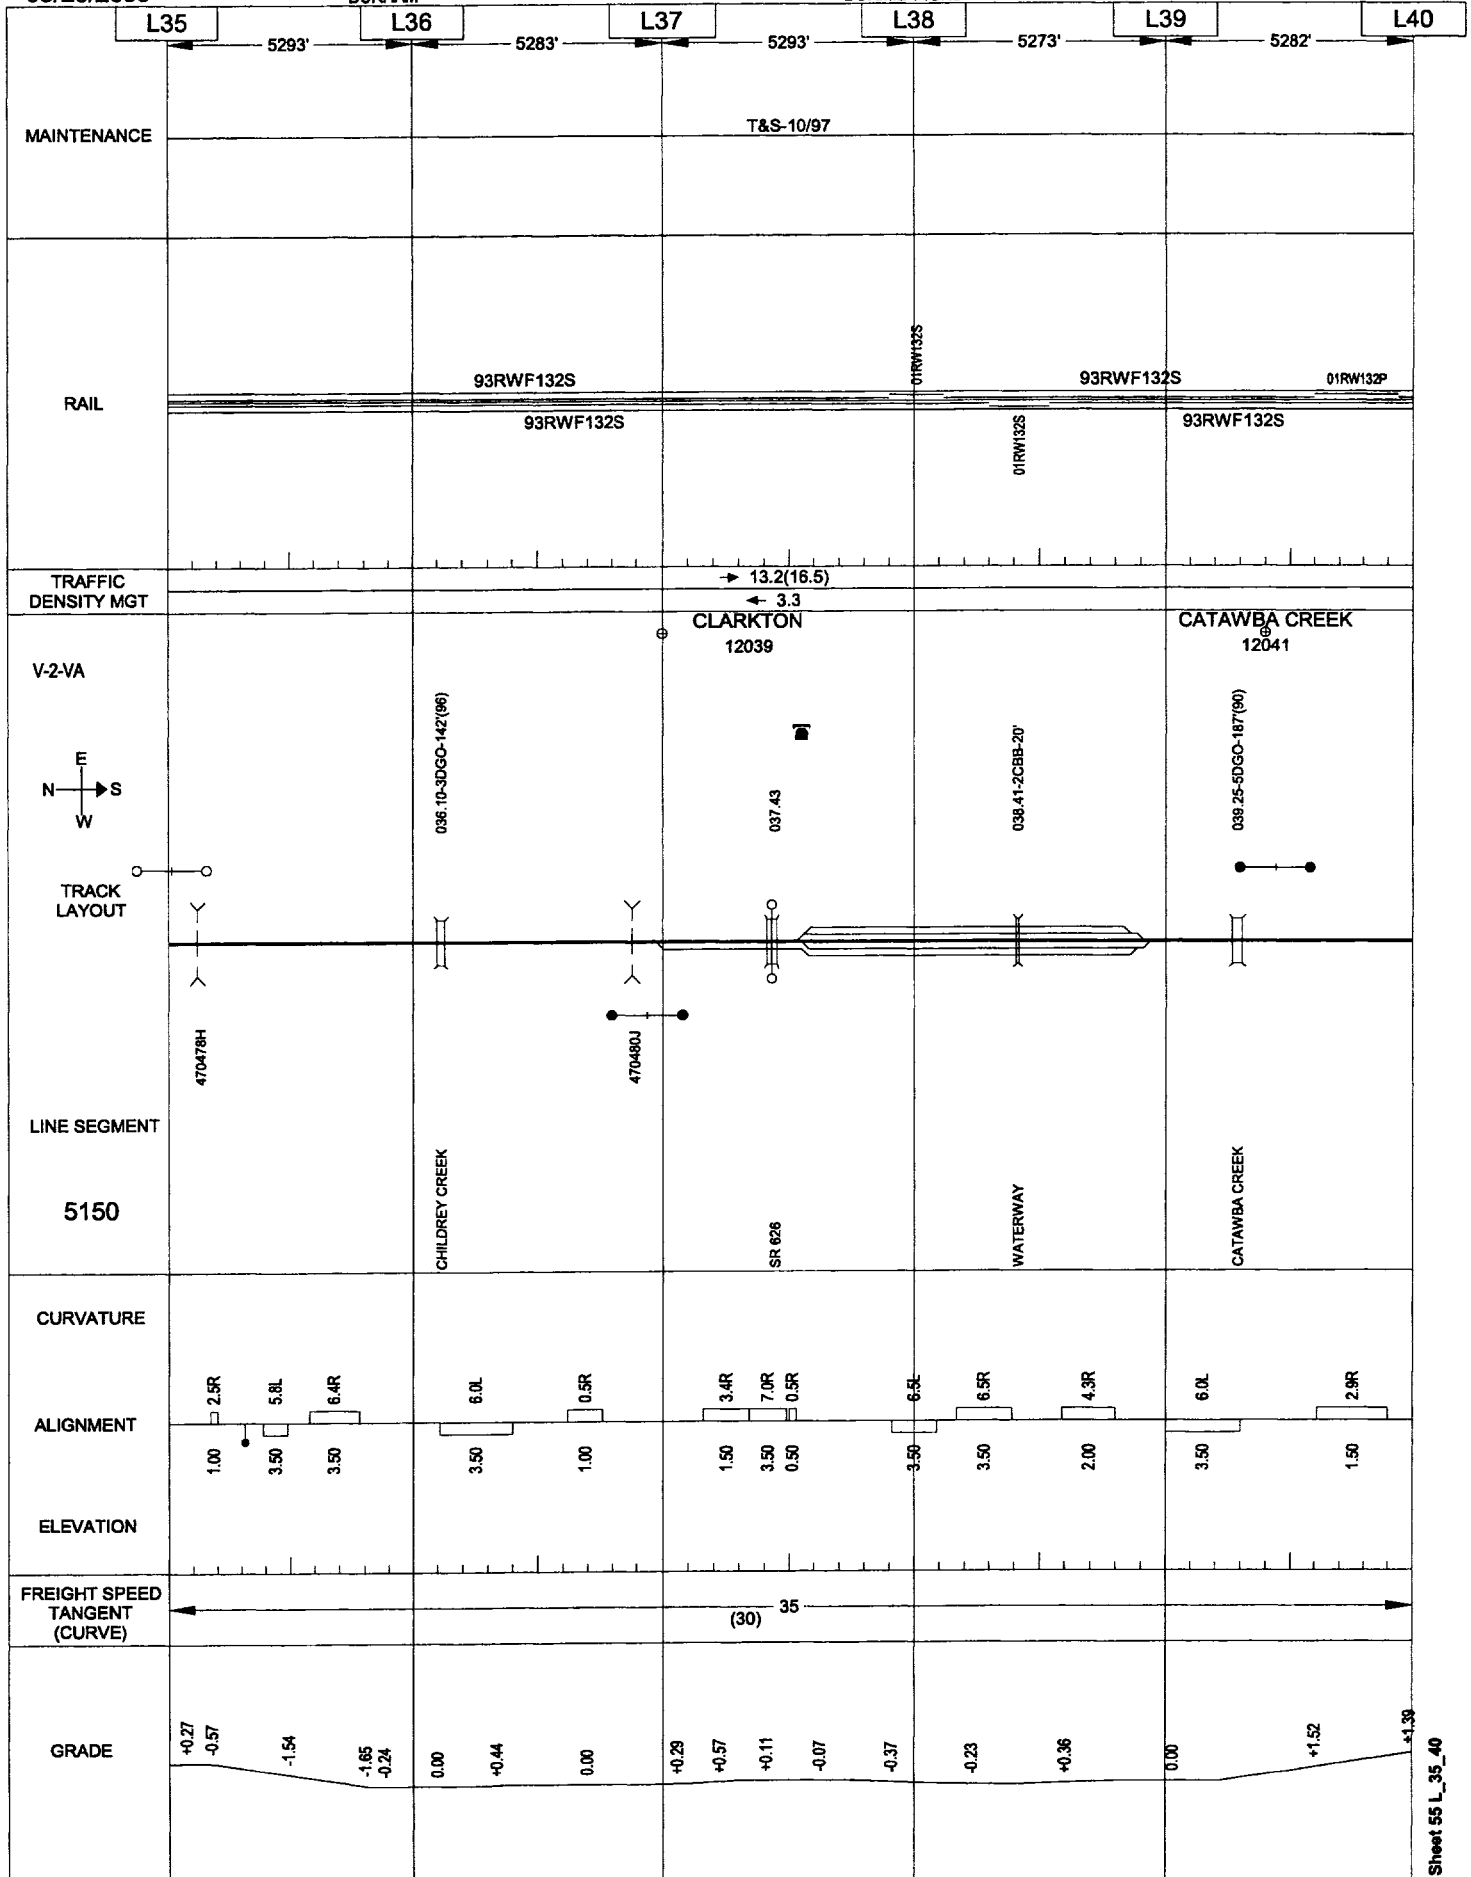 L35 L36 L37 L38 L39 L40
5293' 5283' 5293' 5273' 5282'
MAINTENANCE
T&S-10/97
RAIL
01RW132S
93RWF132S 93RWF132S 01RW132P
93RWF132S 93RWF132S
01RW132S
TRAFFIC
DENSITY MGT
13.2(16.5)
3.3
CLARKTON CATAWBA CREEK
12039 12041
V-2-VA
036.10-3DGO-142'(96)
037.43
038.41-2CBB-20'
039.25-5DGO-187'(90)
E
N S
W
TRACK
LAYOUT
470478H
470480J
LINE SEGMENT
5150
CHILDREY CREEK
SR 626
WATERWAY
CATAWBA CREEK
CURVATURE
2.5R 5.8L 6.4R 6.0L 0.5R 3.4R 7.0R 0.5R 6.5L 6.5R 4.3R 6.0L 2.9R
ALIGNMENT
1.00 3.50 3.50 3.50 1.00 1.50 3.50 0.50 3.50 3.50 2.00 3.50 1.50
ELEVATION
FREIGHT SPEED
TANGENT
(CURVE)
35
(30)
GRADE
+0.27 -0.57 -1.54 -1.65 -0.24 0.00 +0.44 0.00 +0.29 +0.57 +0.11 -0.07 -0.37 -0.23 +0.36 0.00 +1.52 +1.39
Sheet 55 L_35_40